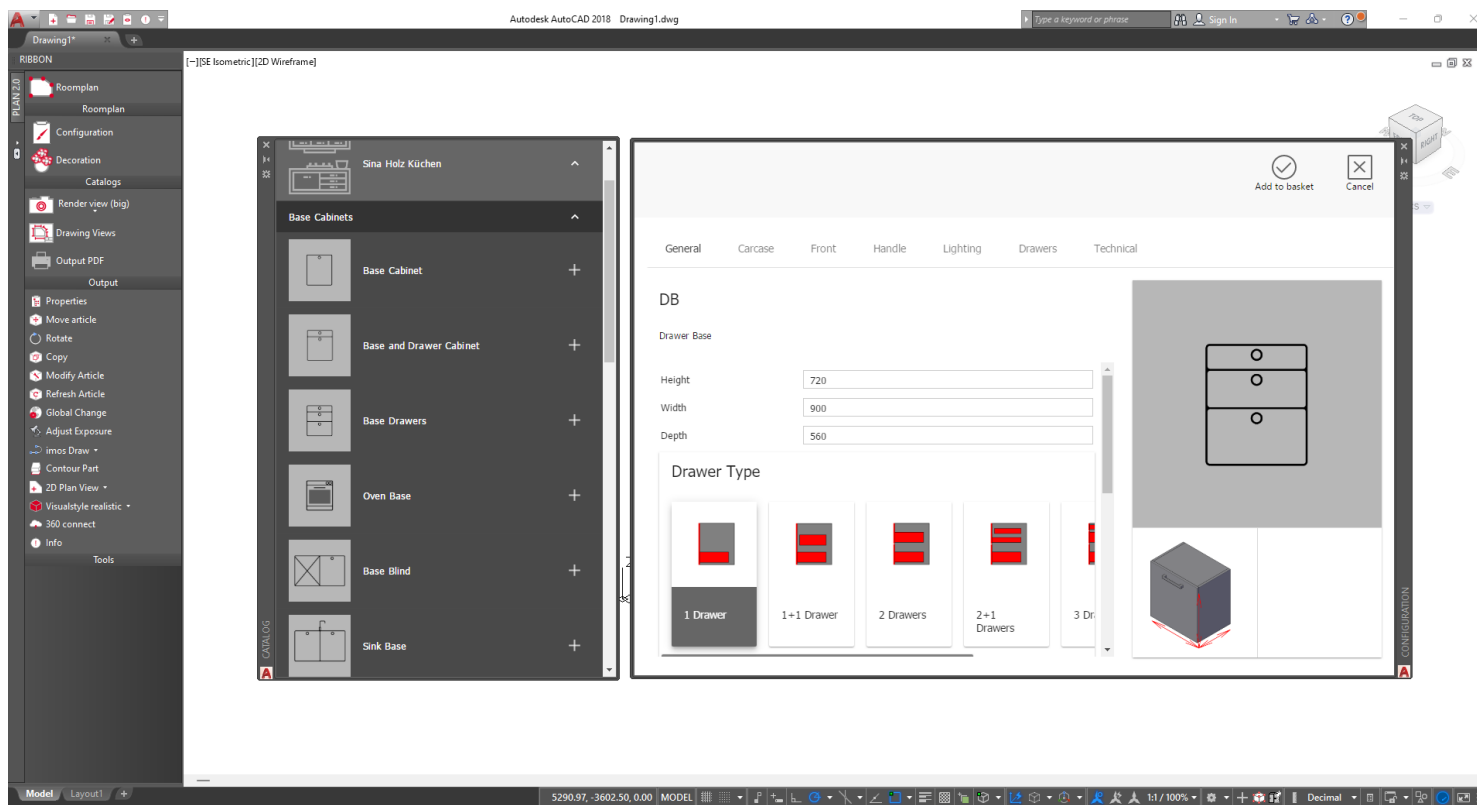 Autodesk AutoCAD 2018 Drawing1.dwg
Type a keyword or phrase
Sign In
Drawing1*
RIBBON
PLAN 2.0
Roomplan
Roomplan
Configuration
Decoration
Catalogs
Render view (big)
Drawing Views
Output PDF
Output
Properties
Move article
Rotate
Copy
Modify Article
Refresh Article
Global Change
Adjust Exposure
imos Draw
Contour Part
2D Plan View
Visualstyle realistic
360 connect
Info
Tools
[−][SE Isometric][2D Wireframe]
TOP
RIGHT
E
Sina Holz Küchen
Base Cabinets
Base Cabinet
Base and Drawer Cabinet
Base Drawers
Oven Base
Base Blind
Sink Base
CATALOG
Add to basket
Cancel
General Carcase Front Handle Lighting Drawers Technical
DB
Drawer Base
Height 720
Width 900
Depth 560
Drawer Type
1 Drawer
1+1 Drawer
2 Drawers
2+1
Drawers
3 Dr
CONFIGURATION
Model Layout1
5290.97, -3602.50, 0.00 MODEL
1:1 / 100%
Decimal